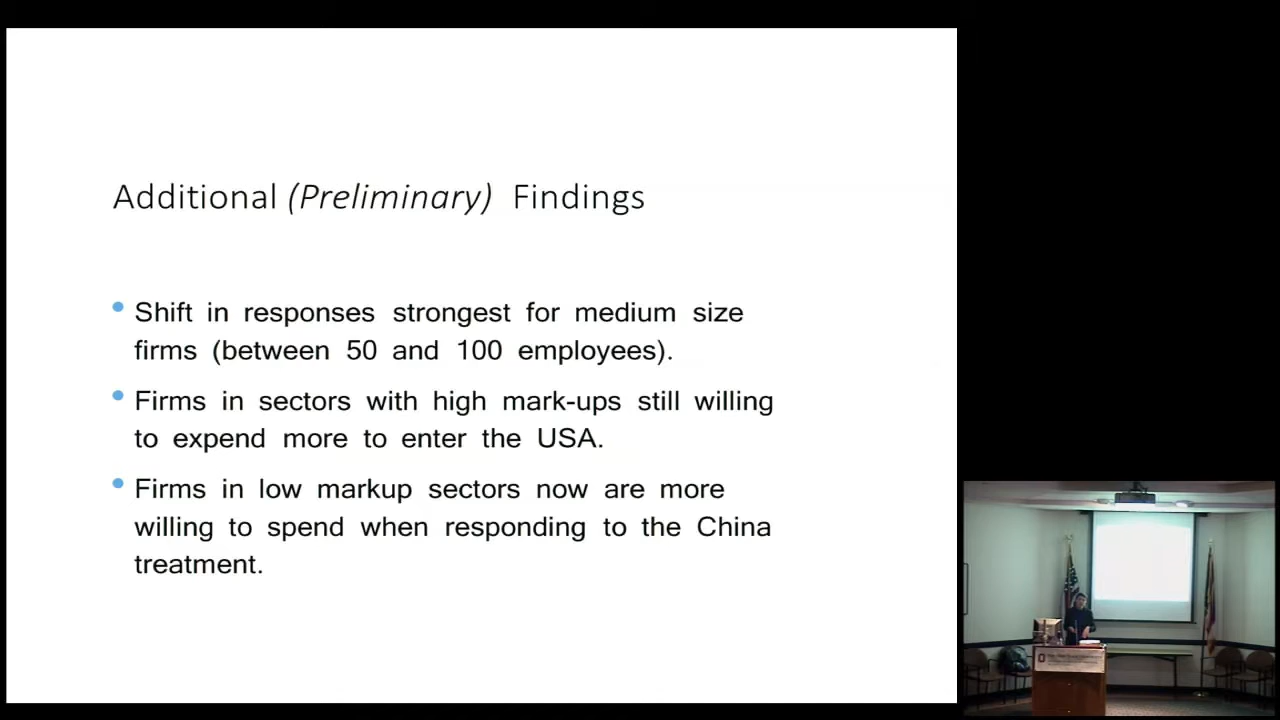 Additional (Preliminary) Findings
Shift in responses strongest for medium size
firms (between 50 and 100 employees).
Firms in sectors with high mark-ups still willing
to expend more to enter the USA.
Firms in low markup sectors now are more
willing to spend when responding to the China
treatment.